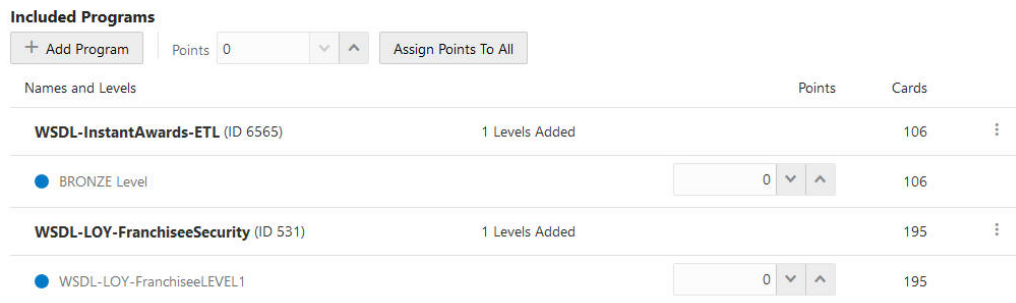 Included Programs
+ Add Program Points 0 Assign Points To All
Names and Levels Points Cards
WSDL-InstantAwards-ETL (ID 6565) 1 Levels Added 106
BRONZE Level 0 106
WSDL-LOY-FranchiseeSecurity (ID 531) 1 Levels Added 195
WSDL-LOY-FranchiseeLEVEL1 0 195